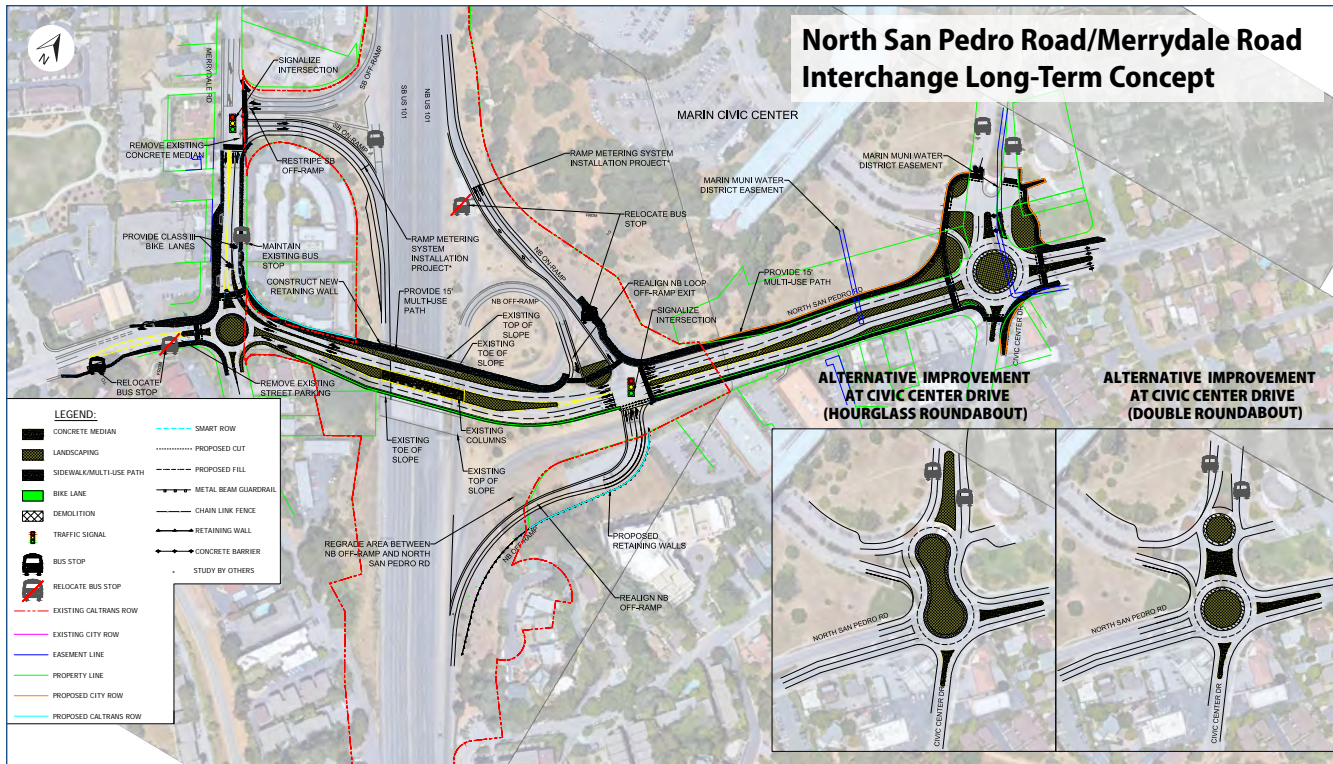 North San Pedro Road/Merrydale Road
Interchange Long-Term Concept
N
MERRYDALE RD
SIGNALIZE
INTERSECTION
SB OFF-RAMP
SB US 101
NB US 101
MARIN CIVIC CENTER
REMOVE EXISTING
CONCRETE MEDIAN
SB ON-RAMP
RESTRIPE SB
OFF-RAMP
RAMP METERING SYSTEM
INSTALLATION PROJECT*
MARIN MUNI WATER
DISTRICT EASEMENT
MARIN MUNI WATER
DISTRICT EASEMENT
RELOCATE BUS
STOP
PROVIDE CLASS III
BIKE LANES
MAINTAIN
EXISTING BUS
STOP
RAMP METERING
SYSTEM
INSTALLATION
PROJECT*
NB ON-RAMP
CONSTRUCT NEW
RETAINING WALL
PROVIDE 15'
MULTI-USE
PATH
NB OFF-RAMP
REALIGN NB LOOP
OFF-RAMP EXIT
PROVIDE 15'
MULTI-USE PATH
NORTH SAN PEDRO RD
SIGNALIZE
INTERSECTION
EXISTING
TOP OF
SLOPE
EXISTING
TOE OF
SLOPE
CIVIC CENTER DR
RELOCATE
BUS STOP
REMOVE EXISTING
STREET PARKING
EXISTING
TOE OF
SLOPE
EXISTING
COLUMNS
EXISTING
TOP OF
SLOPE
REGRADE AREA BETWEEN
NB OFF-RAMP AND NORTH
SAN PEDRO RD
NB OFF-RAMP
PROPOSED
RETAINING WALLS
REALIGN NB
OFF-RAMP
LEGEND:
CONCRETE MEDIAN
LANDSCAPING
SIDEWALK/MULTI-USE PATH
BIKE LANE
DEMOLITION
TRAFFIC SIGNAL
BUS STOP
RELOCATE BUS STOP
EXISTING CALTRANS ROW
EXISTING CITY ROW
EASEMENT LINE
PROPERTY LINE
PROPOSED CITY ROW
PROPOSED CALTRANS ROW
SMART ROW
PROPOSED CUT
PROPOSED FILL
METAL BEAM GUARDRAIL
CHAIN LINK FENCE
RETAINING WALL
CONCRETE BARRIER
* STUDY BY OTHERS
ALTERNATIVE IMPROVEMENT
AT CIVIC CENTER DRIVE
(HOURGLASS ROUNDABOUT)
NORTH SAN PEDRO RD
CIVIC CENTER DR
ALTERNATIVE IMPROVEMENT
AT CIVIC CENTER DRIVE
(DOUBLE ROUNDABOUT)
NORTH SAN PEDRO RD
CIVIC CENTER DR